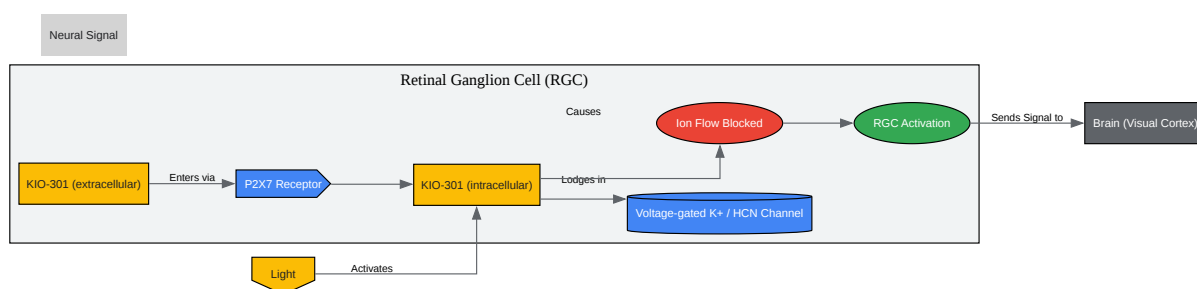 Neural Signal
Retinal Ganglion Cell (RGC)
Causes
Ion Flow Blocked
RGC Activation
Sends Signal to
Brain (Visual Cortex)
KIO-301 (extracellular)
Enters via
P2X7 Receptor
KIO-301 (intracellular)
Lodges in
Voltage-gated K+ / HCN Channel
Light
Activates